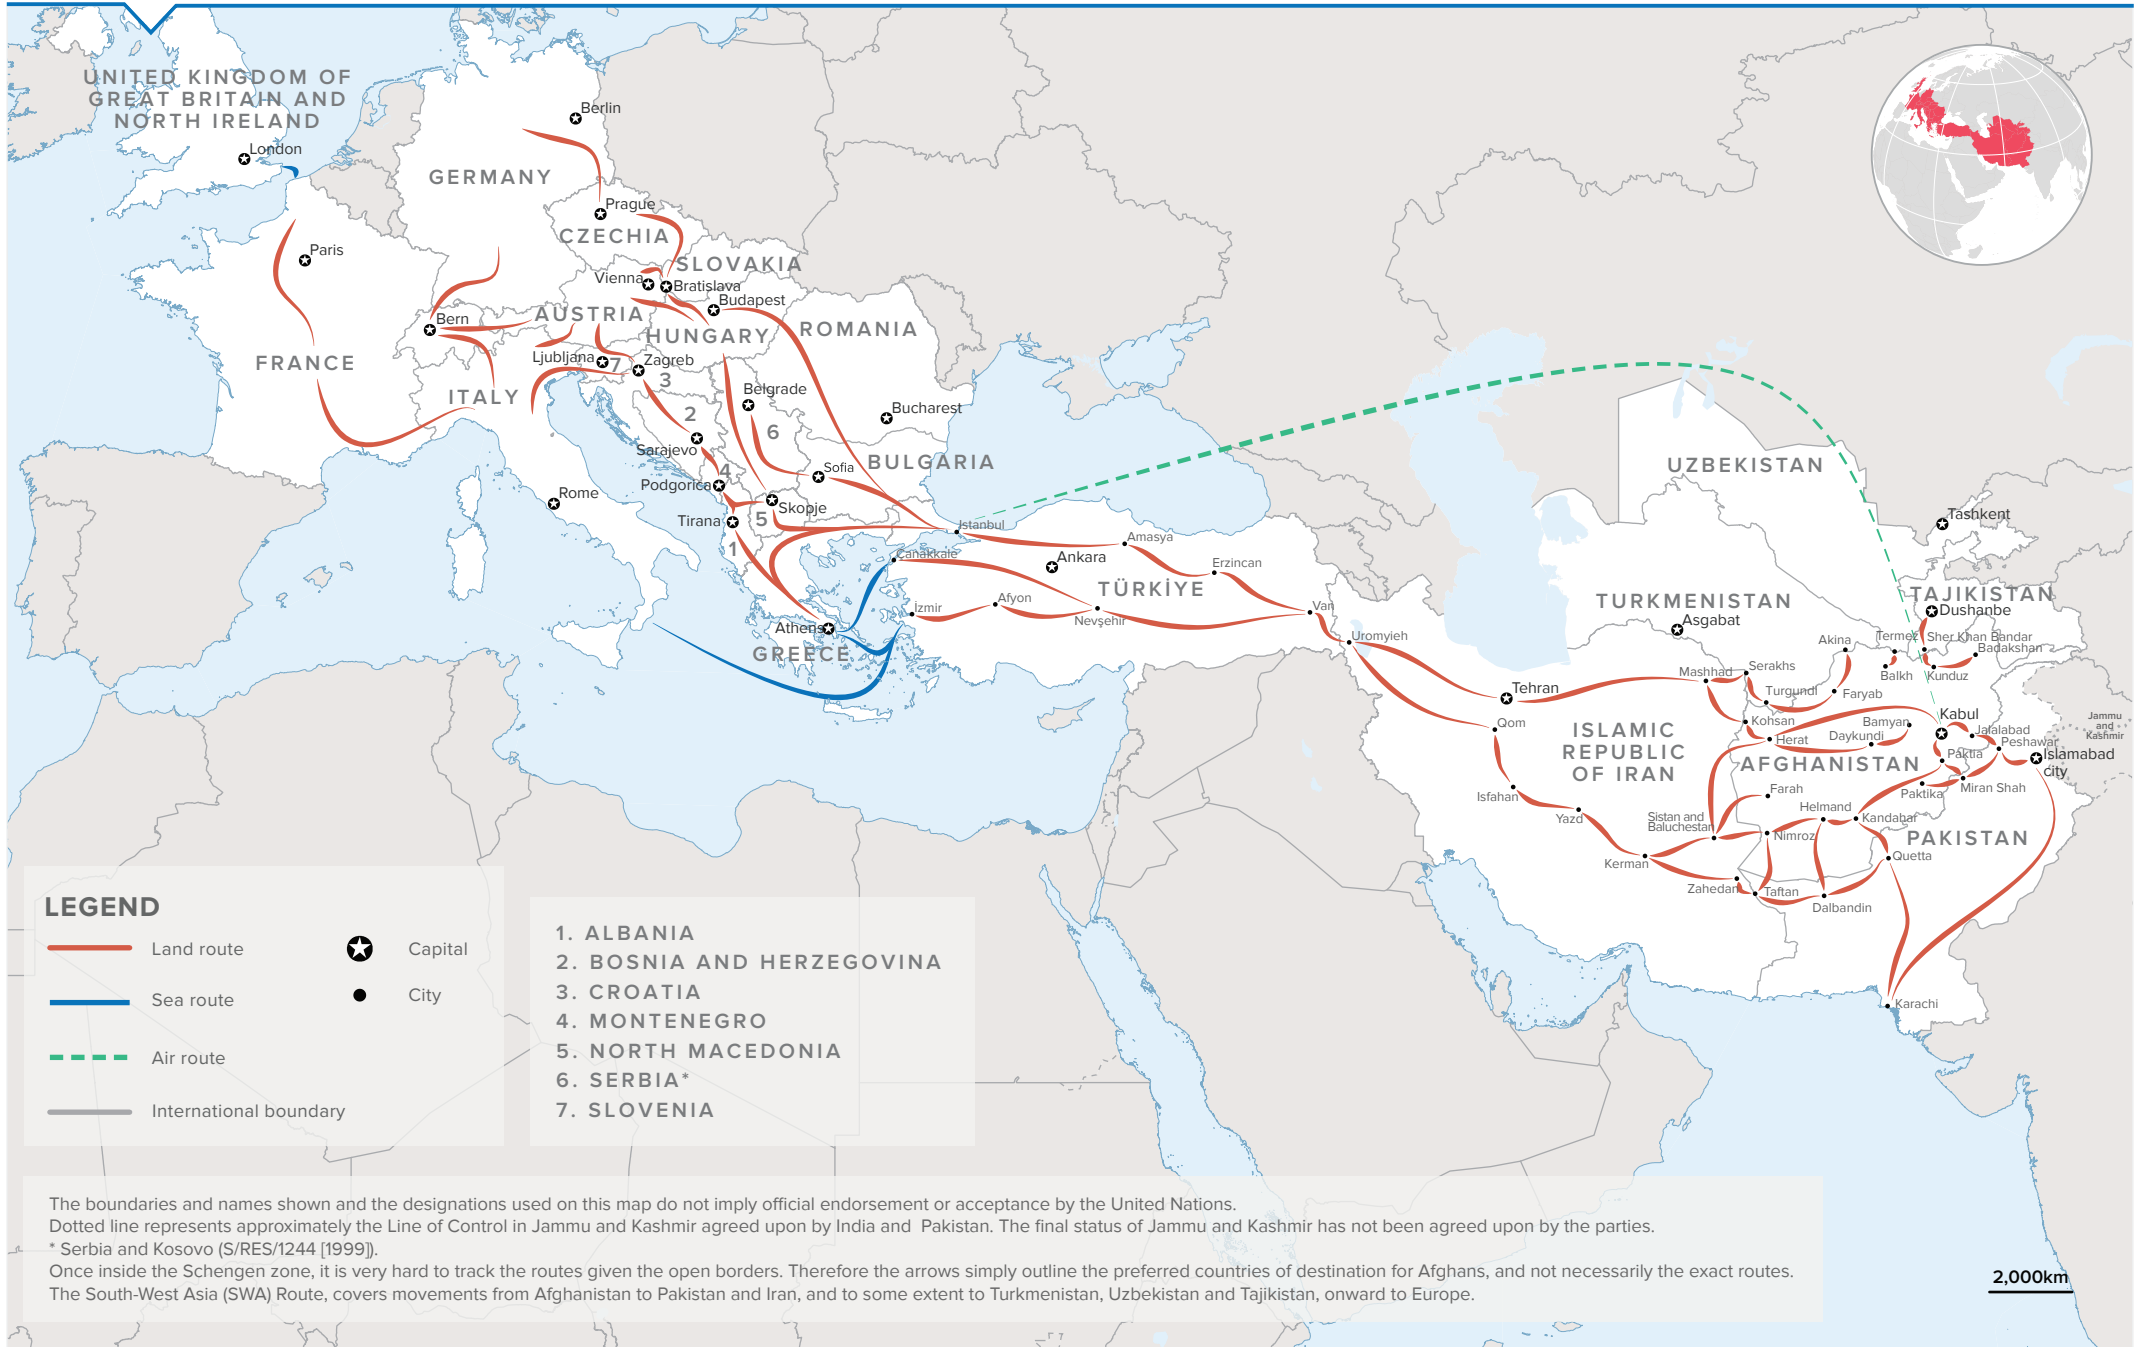 UNITED KINGDOM OF
GREAT BRITAIN AND
NORTH IRELAND
London
Berlin
GERMANY
Prague
CZECHIA
Paris
SLOVAKIA
Vienna
Bratislava
Budapest
Bern
AUSTRIA
HUNGARY
ROMANIA
FRANCE
Ljubljana
7
Zagreb
3
ITALY
Belgrade
2
6
Bucharest
Sarajevo
4
Sofia
BULGARIA
Podgorica
Rome
Skopje
Tirana
5
1
Istanbul
Amasya
Canakkale
Ankara
Erzincan
TÜRKİYE
İzmir
Afyon
Nevşehir
Van
Athens
GREECE
Uromyieh
UZBEKISTAN
Tashkent
TURKMENISTAN
Asgabat
TAJIKISTAN
Dushanbe
Akina
Termez
Sher Khan Bandar
Badakshan
Mashhad
Serakhs
Turgundi
Faryab
Balkh
Kunduz
Tehran
Qom
ISLAMIC
REPUBLIC
OF IRAN
Kohsan
Herat
Bamyan
Daykundi
Kabul
Jalalabad
Peshawar
Islamabad
city
Jammu
and
Kashmir
AFGHANISTAN
Paktia
Paktika
Miran Shah
Isfahan
Yazd
Farah
Helmand
Sistan and
Baluchestan
Nimroz
Kandahar
PAKISTAN
Kerman
Quetta
Zahedan
Taftan
Dalbandin
Karachi
LEGEND
Land route
Capital
Sea route
City
Air route
International boundary
1. ALBANIA
2. BOSNIA AND HERZEGOVINA
3. CROATIA
4. MONTENEGRO
5. NORTH MACEDONIA
6. SERBIA*
7. SLOVENIA
The boundaries and names shown and the designations used on this map do not imply official endorsement or acceptance by the United Nations.
Dotted line represents approximately the Line of Control in Jammu and Kashmir agreed upon by India and Pakistan. The final status of Jammu and Kashmir has not been agreed upon by the parties.
* Serbia and Kosovo (S/RES/1244 [1999]).
Once inside the Schengen zone, it is very hard to track the routes given the open borders. Therefore the arrows simply outline the preferred countries of destination for Afghans, and not necessarily the exact routes.
The South-West Asia (SWA) Route, covers movements from Afghanistan to Pakistan and Iran, and to some extent to Turkmenistan, Uzbekistan and Tajikistan, onward to Europe.
2,000km